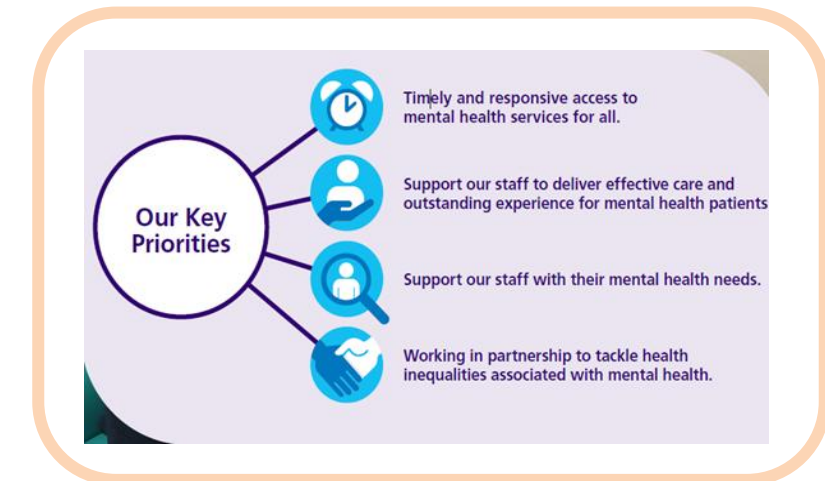 Our Key
Priorities
Timely and responsive access to
mental health services for all.
Support our staff to deliver effective care and
outstanding experience for mental health patients
Support our staff with their mental health needs.
Working in partnership to tackle health
inequalities associated with mental health.